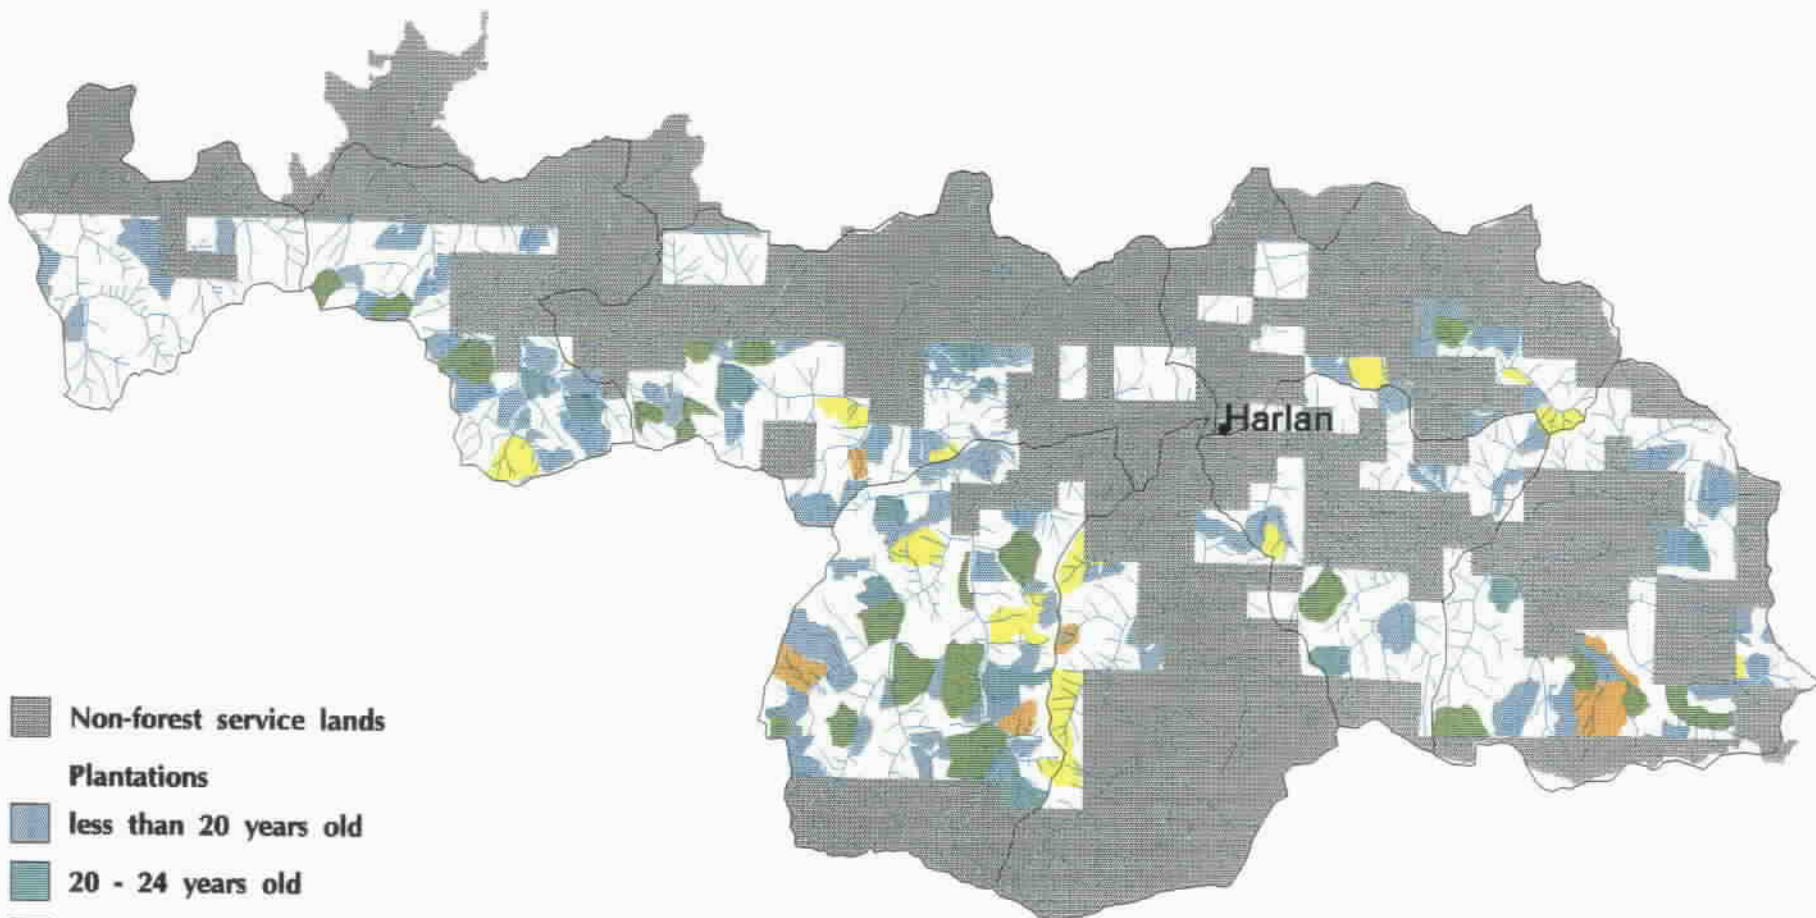 Harlan
Non-forest service lands
Plantations
less than 20 years old
20 - 24 years old